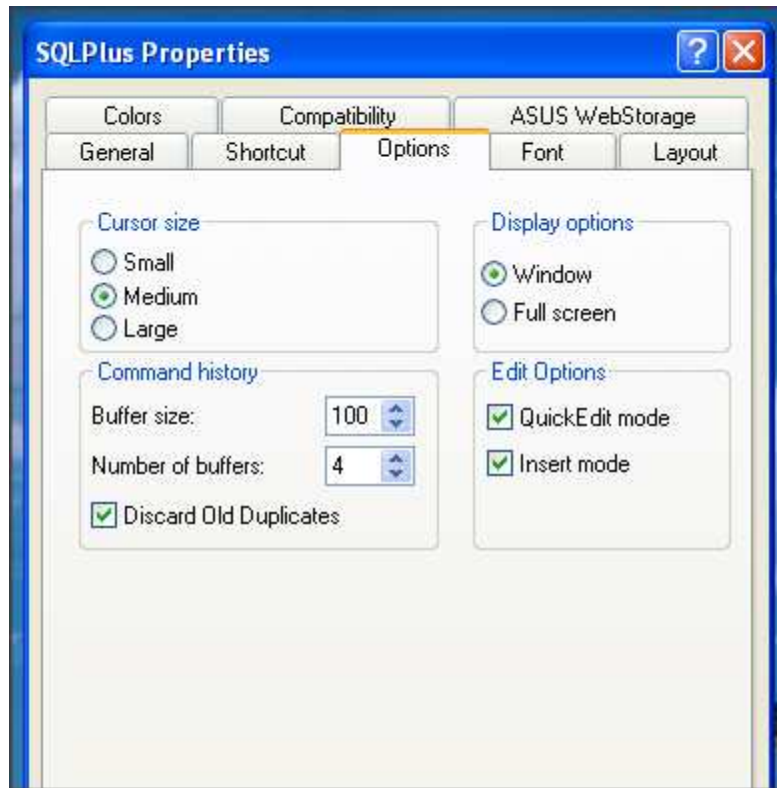 SQLPlus Properties
Colors Compatibility ASUS WebStorage
General Shortcut Options Font Layout
Cursor size
Small
Medium
Large
Display options
Window
Full screen
Command history
Buffer size: 100
Number of buffers: 4
Discard Old Duplicates
Edit Options
QuickEdit mode
Insert mode